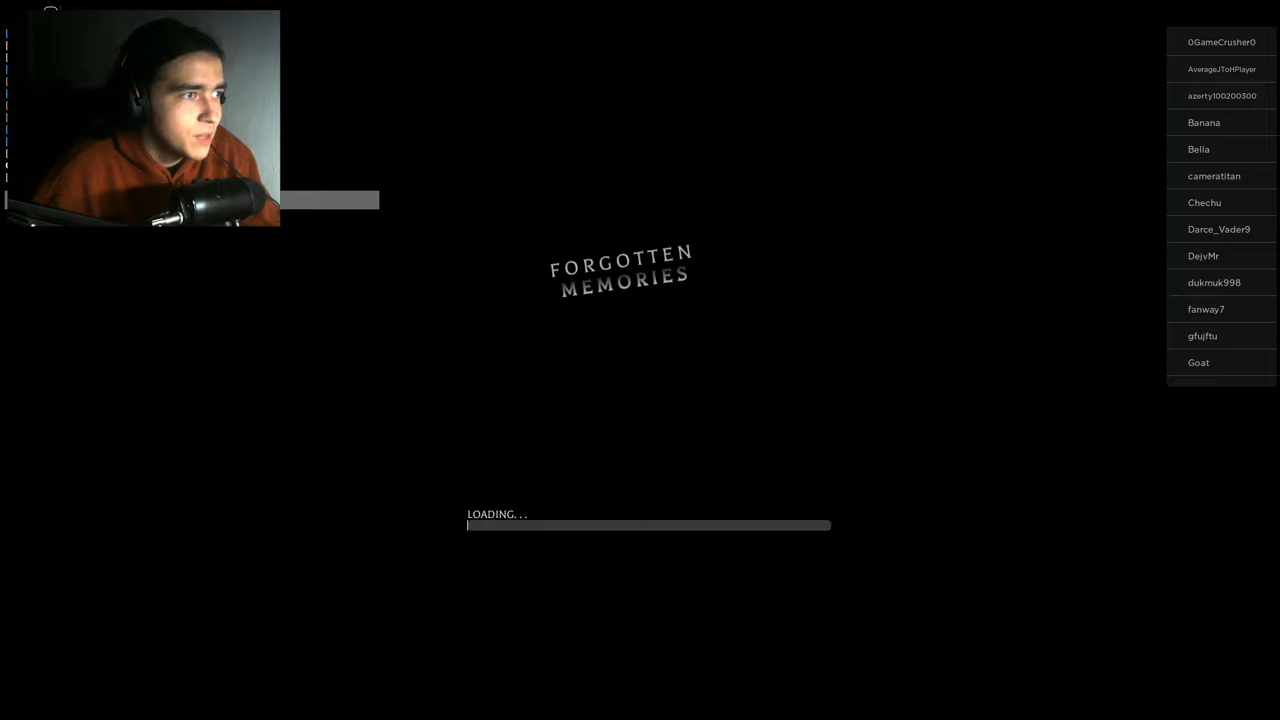 FORGOTTEN
MEMORIES
LOADING. . .
0GameCrusher0
AverageJToHPlayer
azerty100200300
Banana
Bella
cameratitan
Chechu
Darce_Vader9
DejvMr
dukmuk998
fanway7
gfujftu
Goat